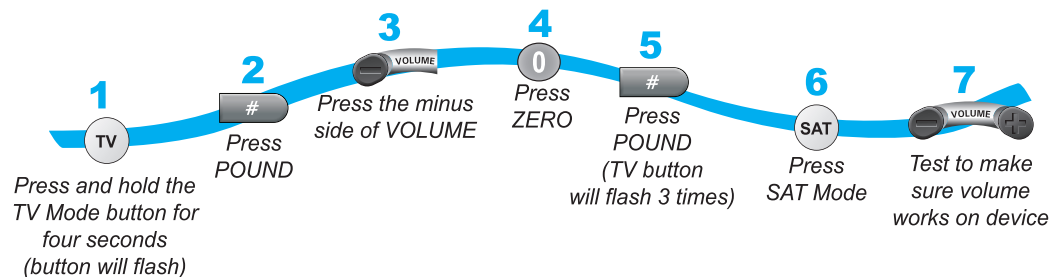 1
TV
Press and hold the
TV Mode button for
four seconds
(button will flash)
2
#
Press
POUND
3
VOLUME
Press the minus
side of VOLUME
4
0
Press
ZERO
5
#
Press
POUND
(TV button
will flash 3 times)
6
SAT
Press
SAT Mode
7
VOLUME
Test to make
sure volume
works on device